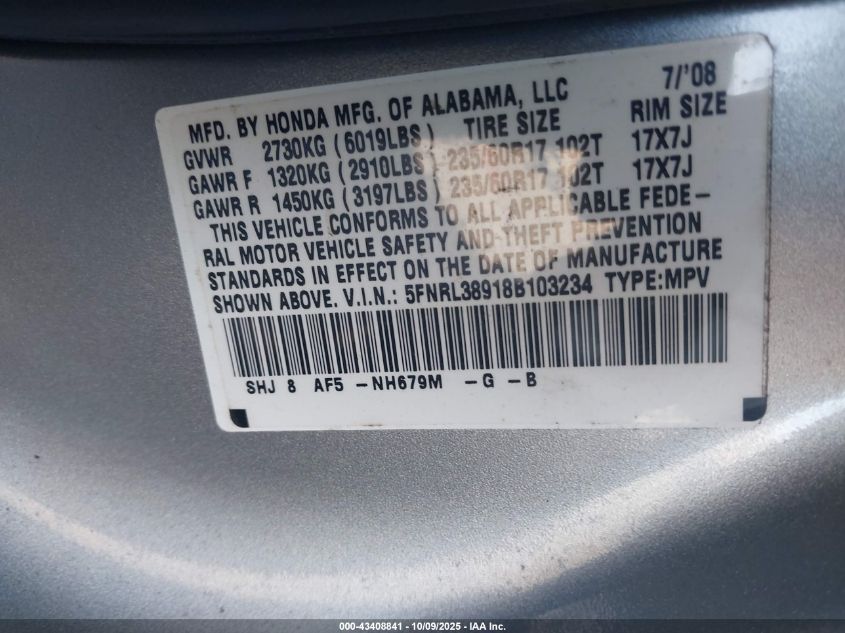 7/'08
MFD. BY HONDA MFG. OF ALABAMA, LLC
GVWR 2730KG (6019LBS) TIRE SIZE RIM SIZE
GAWR F 1320KG (2910LBS) 235/60R17 102T 17X7J
GAWR R 1450KG (3197LBS) 235/60R17 102T 17X7J
THIS VEHICLE CONFORMS TO ALL APPLICABLE FEDE-
RAL MOTOR VEHICLE SAFETY AND THEFT PREVENTION
STANDARDS IN EFFECT ON THE DATE OF MANUFACTURE
SHOWN ABOVE. V.I.N.: 5FNRL38918B103234 TYPE:MPV
SHJ 8 AF5 -NH679M -G -B
000-43408841 - 10/09/2025 - IAA Inc.